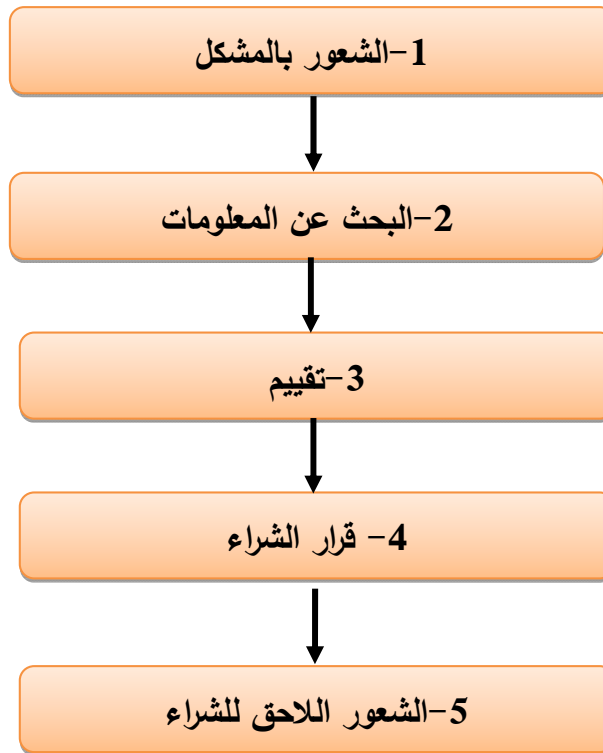 1-الشعور بالمشكل
2-البحث عن المعلومات
3-تقييم
4- قرار الشراء
5-الشعور اللاحق للشراء